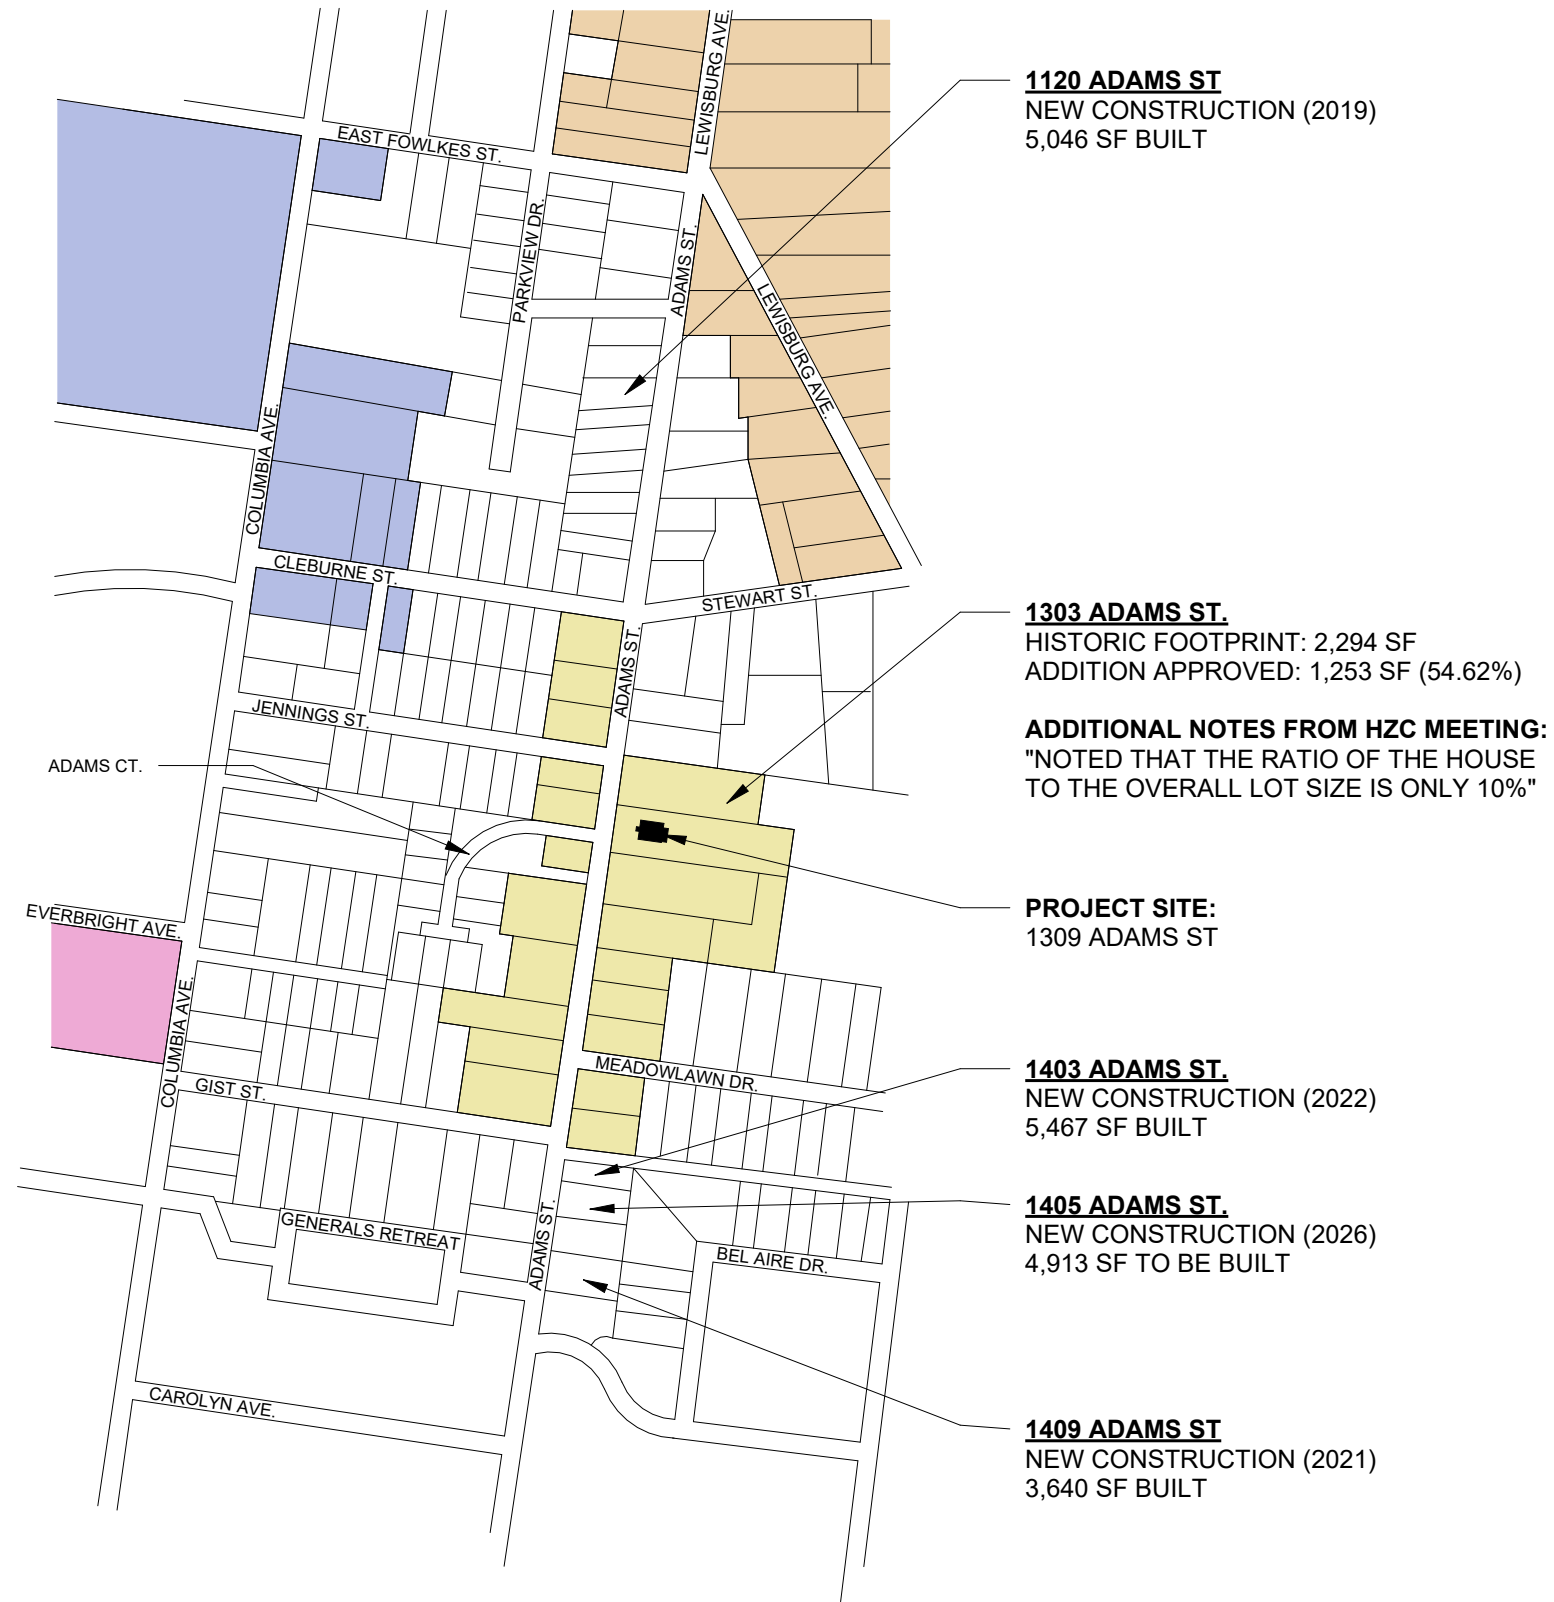 LEWISBURG AVE.
1120 ADAMS ST
NEW CONSTRUCTION (2019)
5,046 SF BUILT
EAST FOWLKES ST.
PARKVIEW DR.
ADAMS ST.
LEWISBURG AVE.
COLUMBIA AVE.
CLEBURNE ST.
STEWART ST.
1303 ADAMS ST.
HISTORIC FOOTPRINT: 2,294 SF
ADDITION APPROVED: 1,253 SF (54.62%)
ADDITIONAL NOTES FROM HZC MEETING:
"NOTED THAT THE RATIO OF THE HOUSE
TO THE OVERALL LOT SIZE IS ONLY 10%"
ADAMS ST.
JENNINGS ST.
ADAMS CT.
EVERBRIGHT AVE.
PROJECT SITE:
1309 ADAMS ST
COLUMBIA AVE.
MEADOWLAWN DR.
GIST ST.
1403 ADAMS ST.
NEW CONSTRUCTION (2022)
5,467 SF BUILT
1405 ADAMS ST.
NEW CONSTRUCTION (2026)
4,913 SF TO BE BUILT
GENERALS RETREAT
ADAMS ST.
BEL AIRE DR.
CAROLYN AVE.
1409 ADAMS ST
NEW CONSTRUCTION (2021)
3,640 SF BUILT